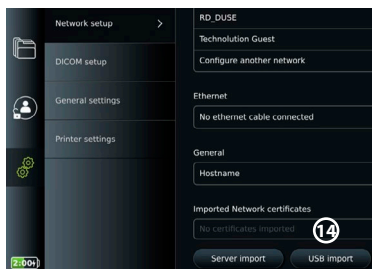 Network setup >
DICOM setup
General settings
Printer settings
2:00
RD_DUSE
Technolution Guest
Configure another network
Ethernet
No ethernet cable connected
General
Hostname
Imported Network certificates
No certificates imported
14
Server import
USB import